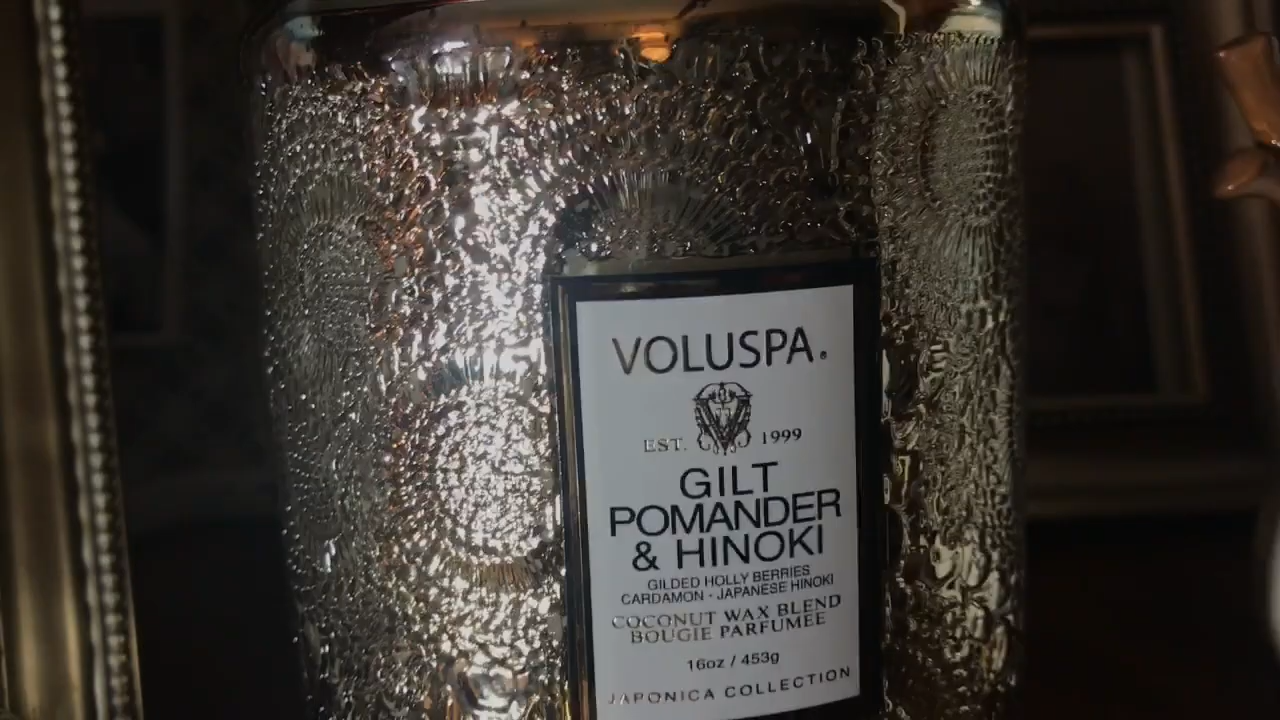 VOLUSPA®
EST. 1999
GILT
POMANDER
& HINOKI
GILDED HOLLY BERRIES
CARDAMON - JAPANESE HINOKI
COCONUT WAX BLEND
BOUGIE PARFUMÉE
16oz / 453g
JAPONICA COLLECTION